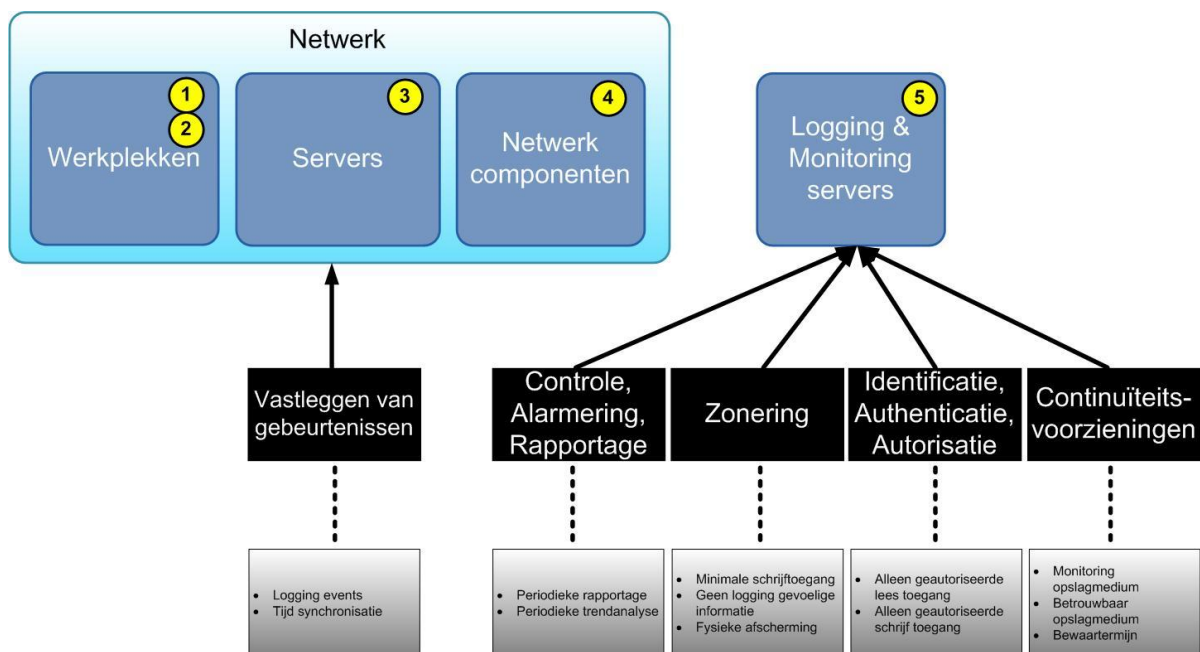 Netwerk
1
2
Werkplekken
3
Servers
4
Netwerk
componenten
5
Logging &
Monitoring
servers
Vastleggen van
gebeurtenissen
Controle,
Alarmering,
Rapportage
Zonering
Identificatie,
Authenticatie,
Autorisatie
Continuïteits-
voorzieningen
• Logging events
• Tijd synchronisatie
• Periodieke rapportage
• Periodieke trendanalyse
• Minimale schrijftoegang
• Geen logging gevoelige
informatie
• Fysieke afscherming
• Alleen geautoriseerde
lees toegang
• Alleen geautoriseerde
schrijf toegang
• Monitoring
opslagmedium
• Betrouwbaar
opslagmedium
• Bewaartermijn